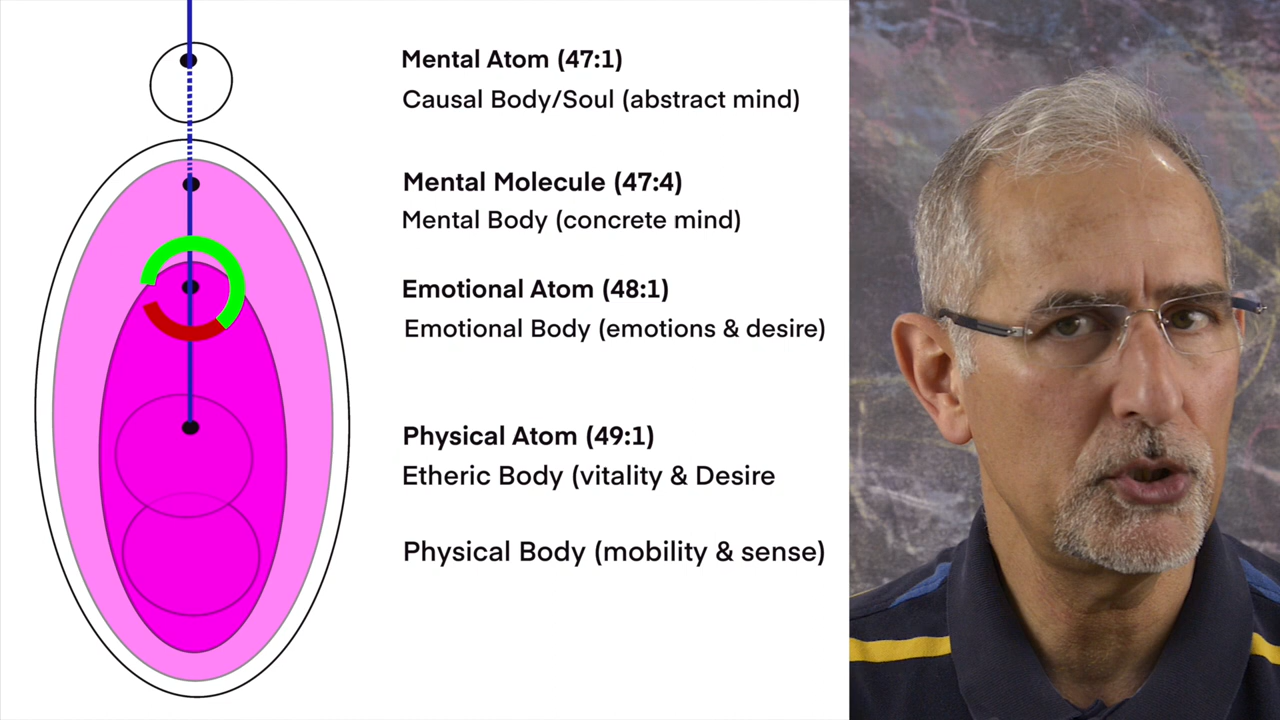 Mental Atom (47:1)
Causal Body/Soul (abstract mind)
Mental Molecule (47:4)
Mental Body (concrete mind)
Emotional Atom (48:1)
Emotional Body (emotions & desire)
Physical Atom (49:1)
Etheric Body (vitality & Desire
Physical Body (mobility & sense)